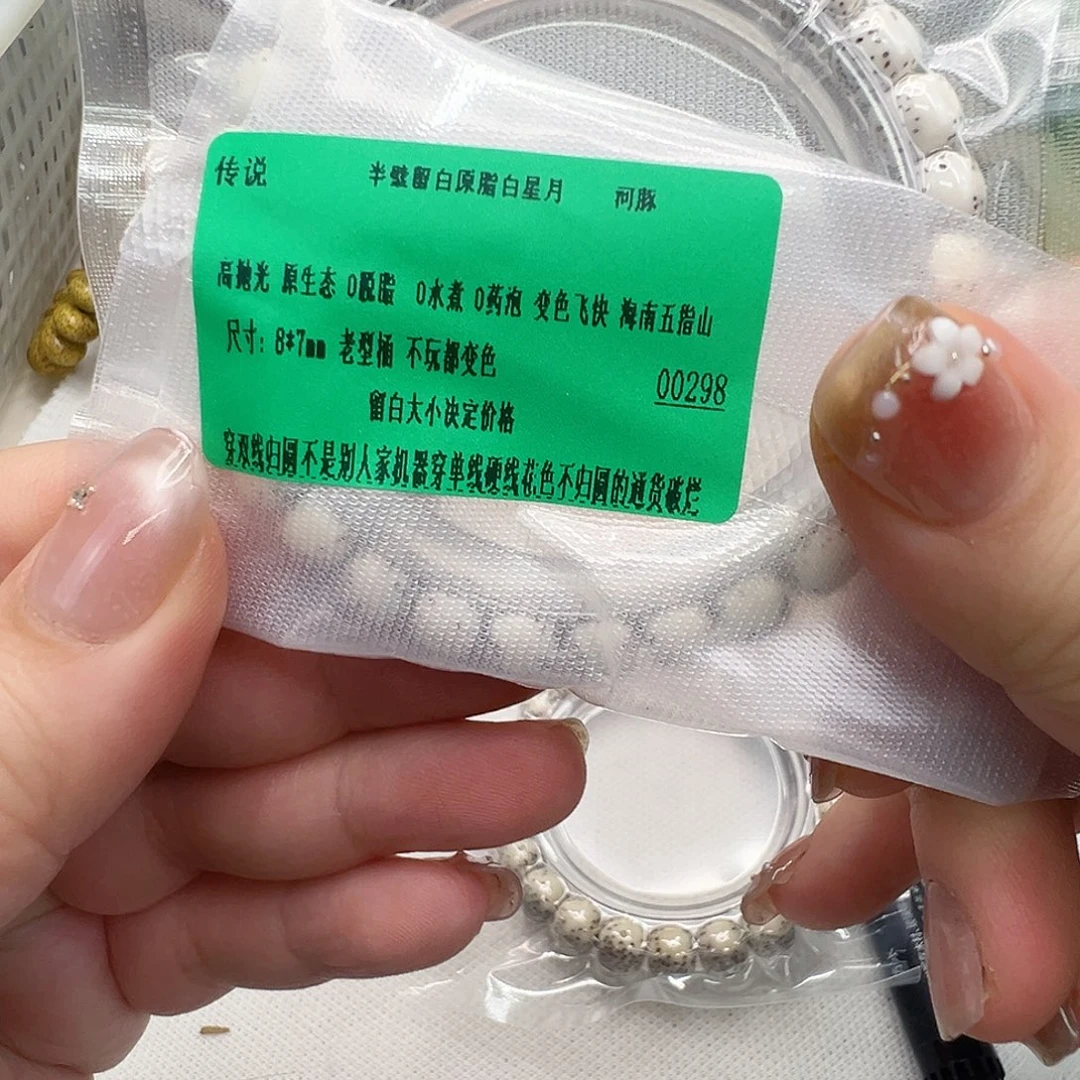 传说 半壁留白原脂白星月 河豚
高抛光 原生态 0脱脂 0水煮 0药泡 变色飞快 海南五指山
尺寸：8*7mm 老型桶 不玩都变色
00298
留白大小决定价格
穿双线归圆不是别人家机器穿单线硬线花色不归圆的通货破烂